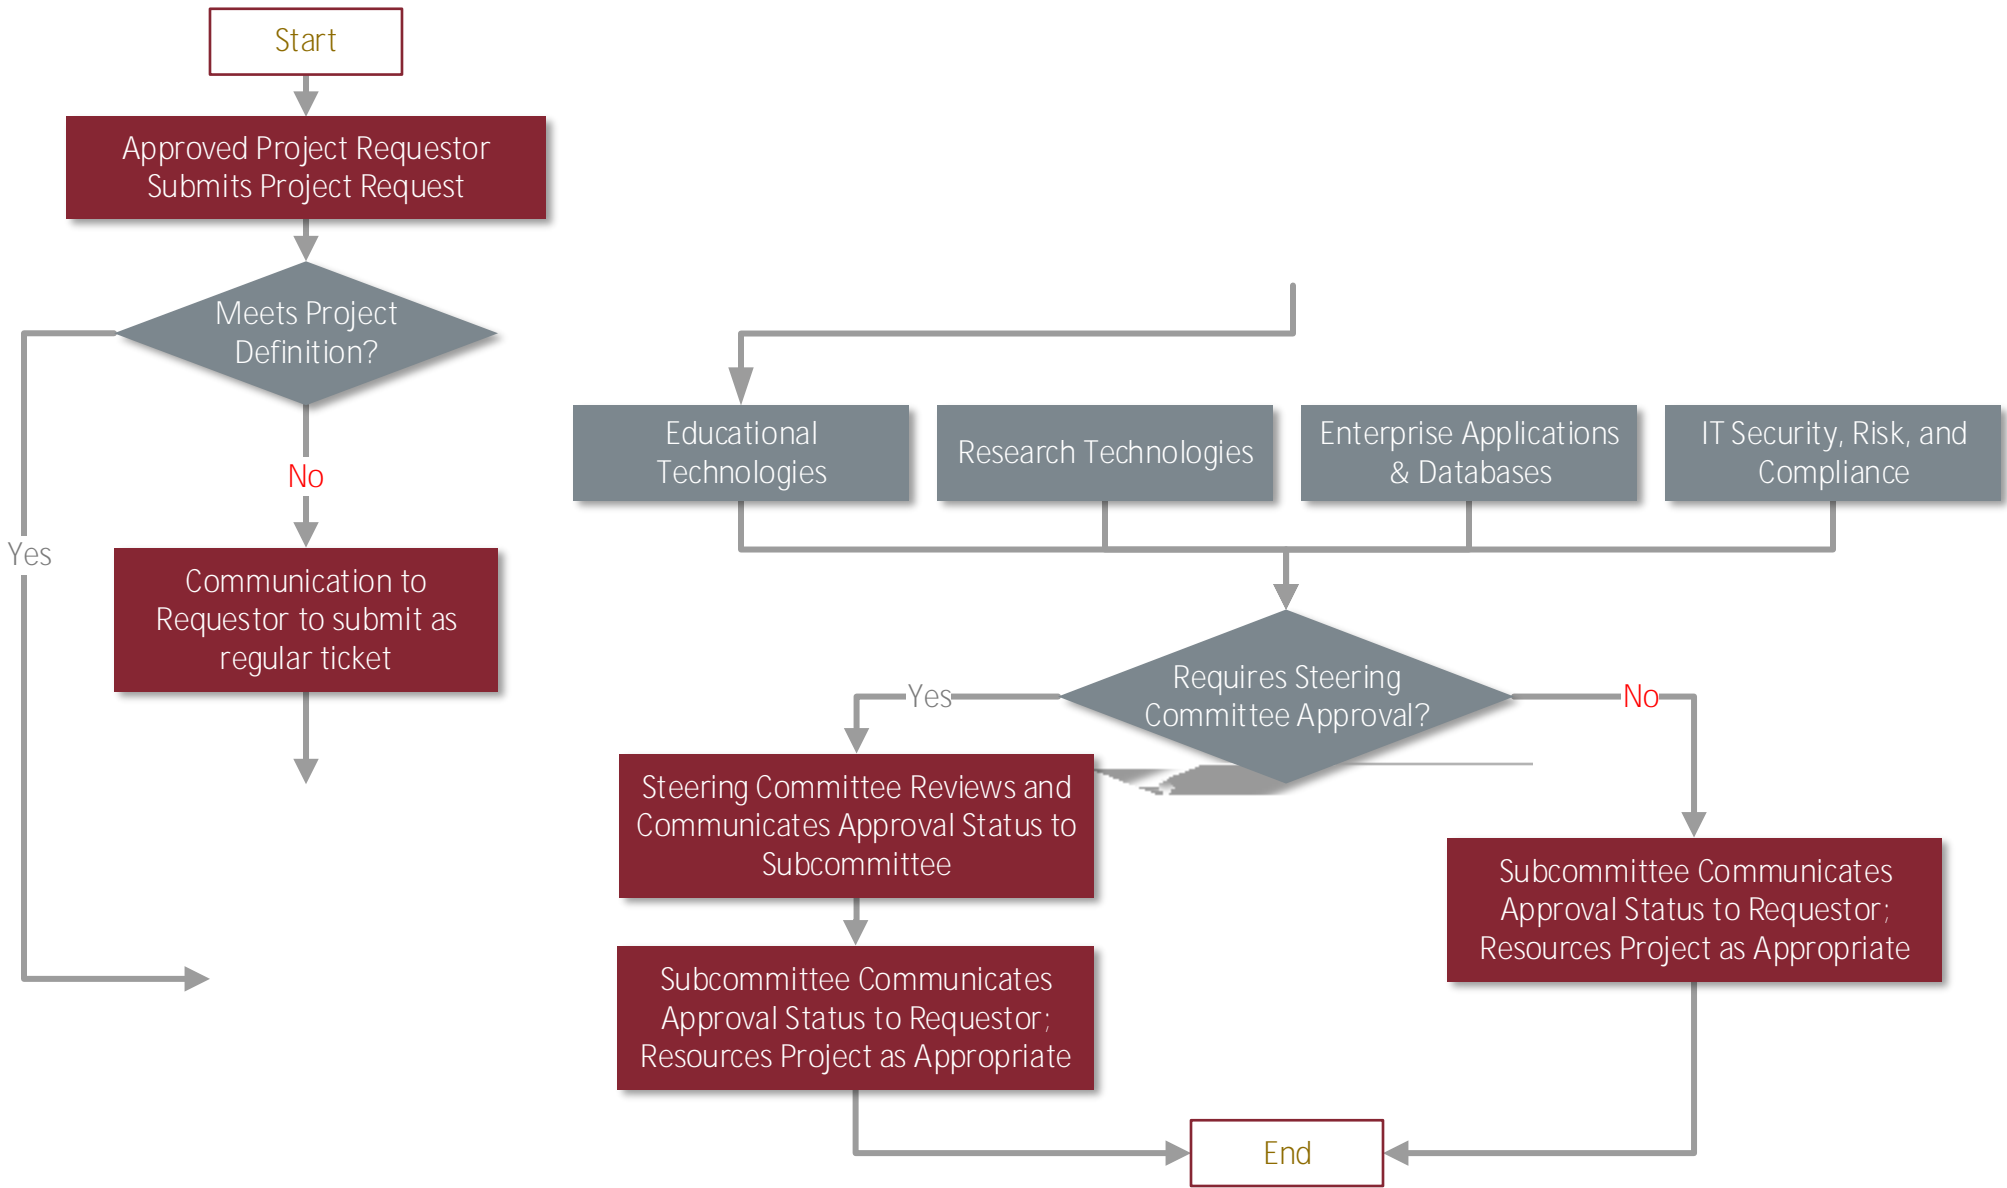 Start
Approved Project Requestor
Submits Project Request
Meets Project
Definition?
No
Yes
Communication to
Requestor to submit as
regular ticket
Educational
Technologies
Research Technologies
Enterprise Applications
& Databases
IT Security, Risk, and
Compliance
Requires Steering
Committee Approval?
Yes
No
Steering Committee Reviews and
Communicates Approval Status to
Subcommittee
Subcommittee Communicates
Approval Status to Requestor;
Resources Project as Appropriate
Subcommittee Communicates
Approval Status to Requestor;
Resources Project as Appropriate
End